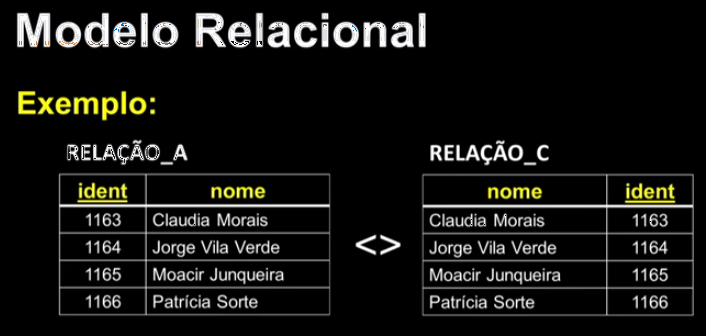 Modelo Relacional
Exemplo:
RELAÇÃO_A
ident nome
1163 Claudia Morais
1164 Jorge Vila Verde
1165 Moacir Junqueira
1166 Patrícia Sorte
<>
RELAÇÃO_C
nome ident
Claudia Morais 1163
Jorge Vila Verde 1164
Moacir Junqueira 1165
Patrícia Sorte 1166